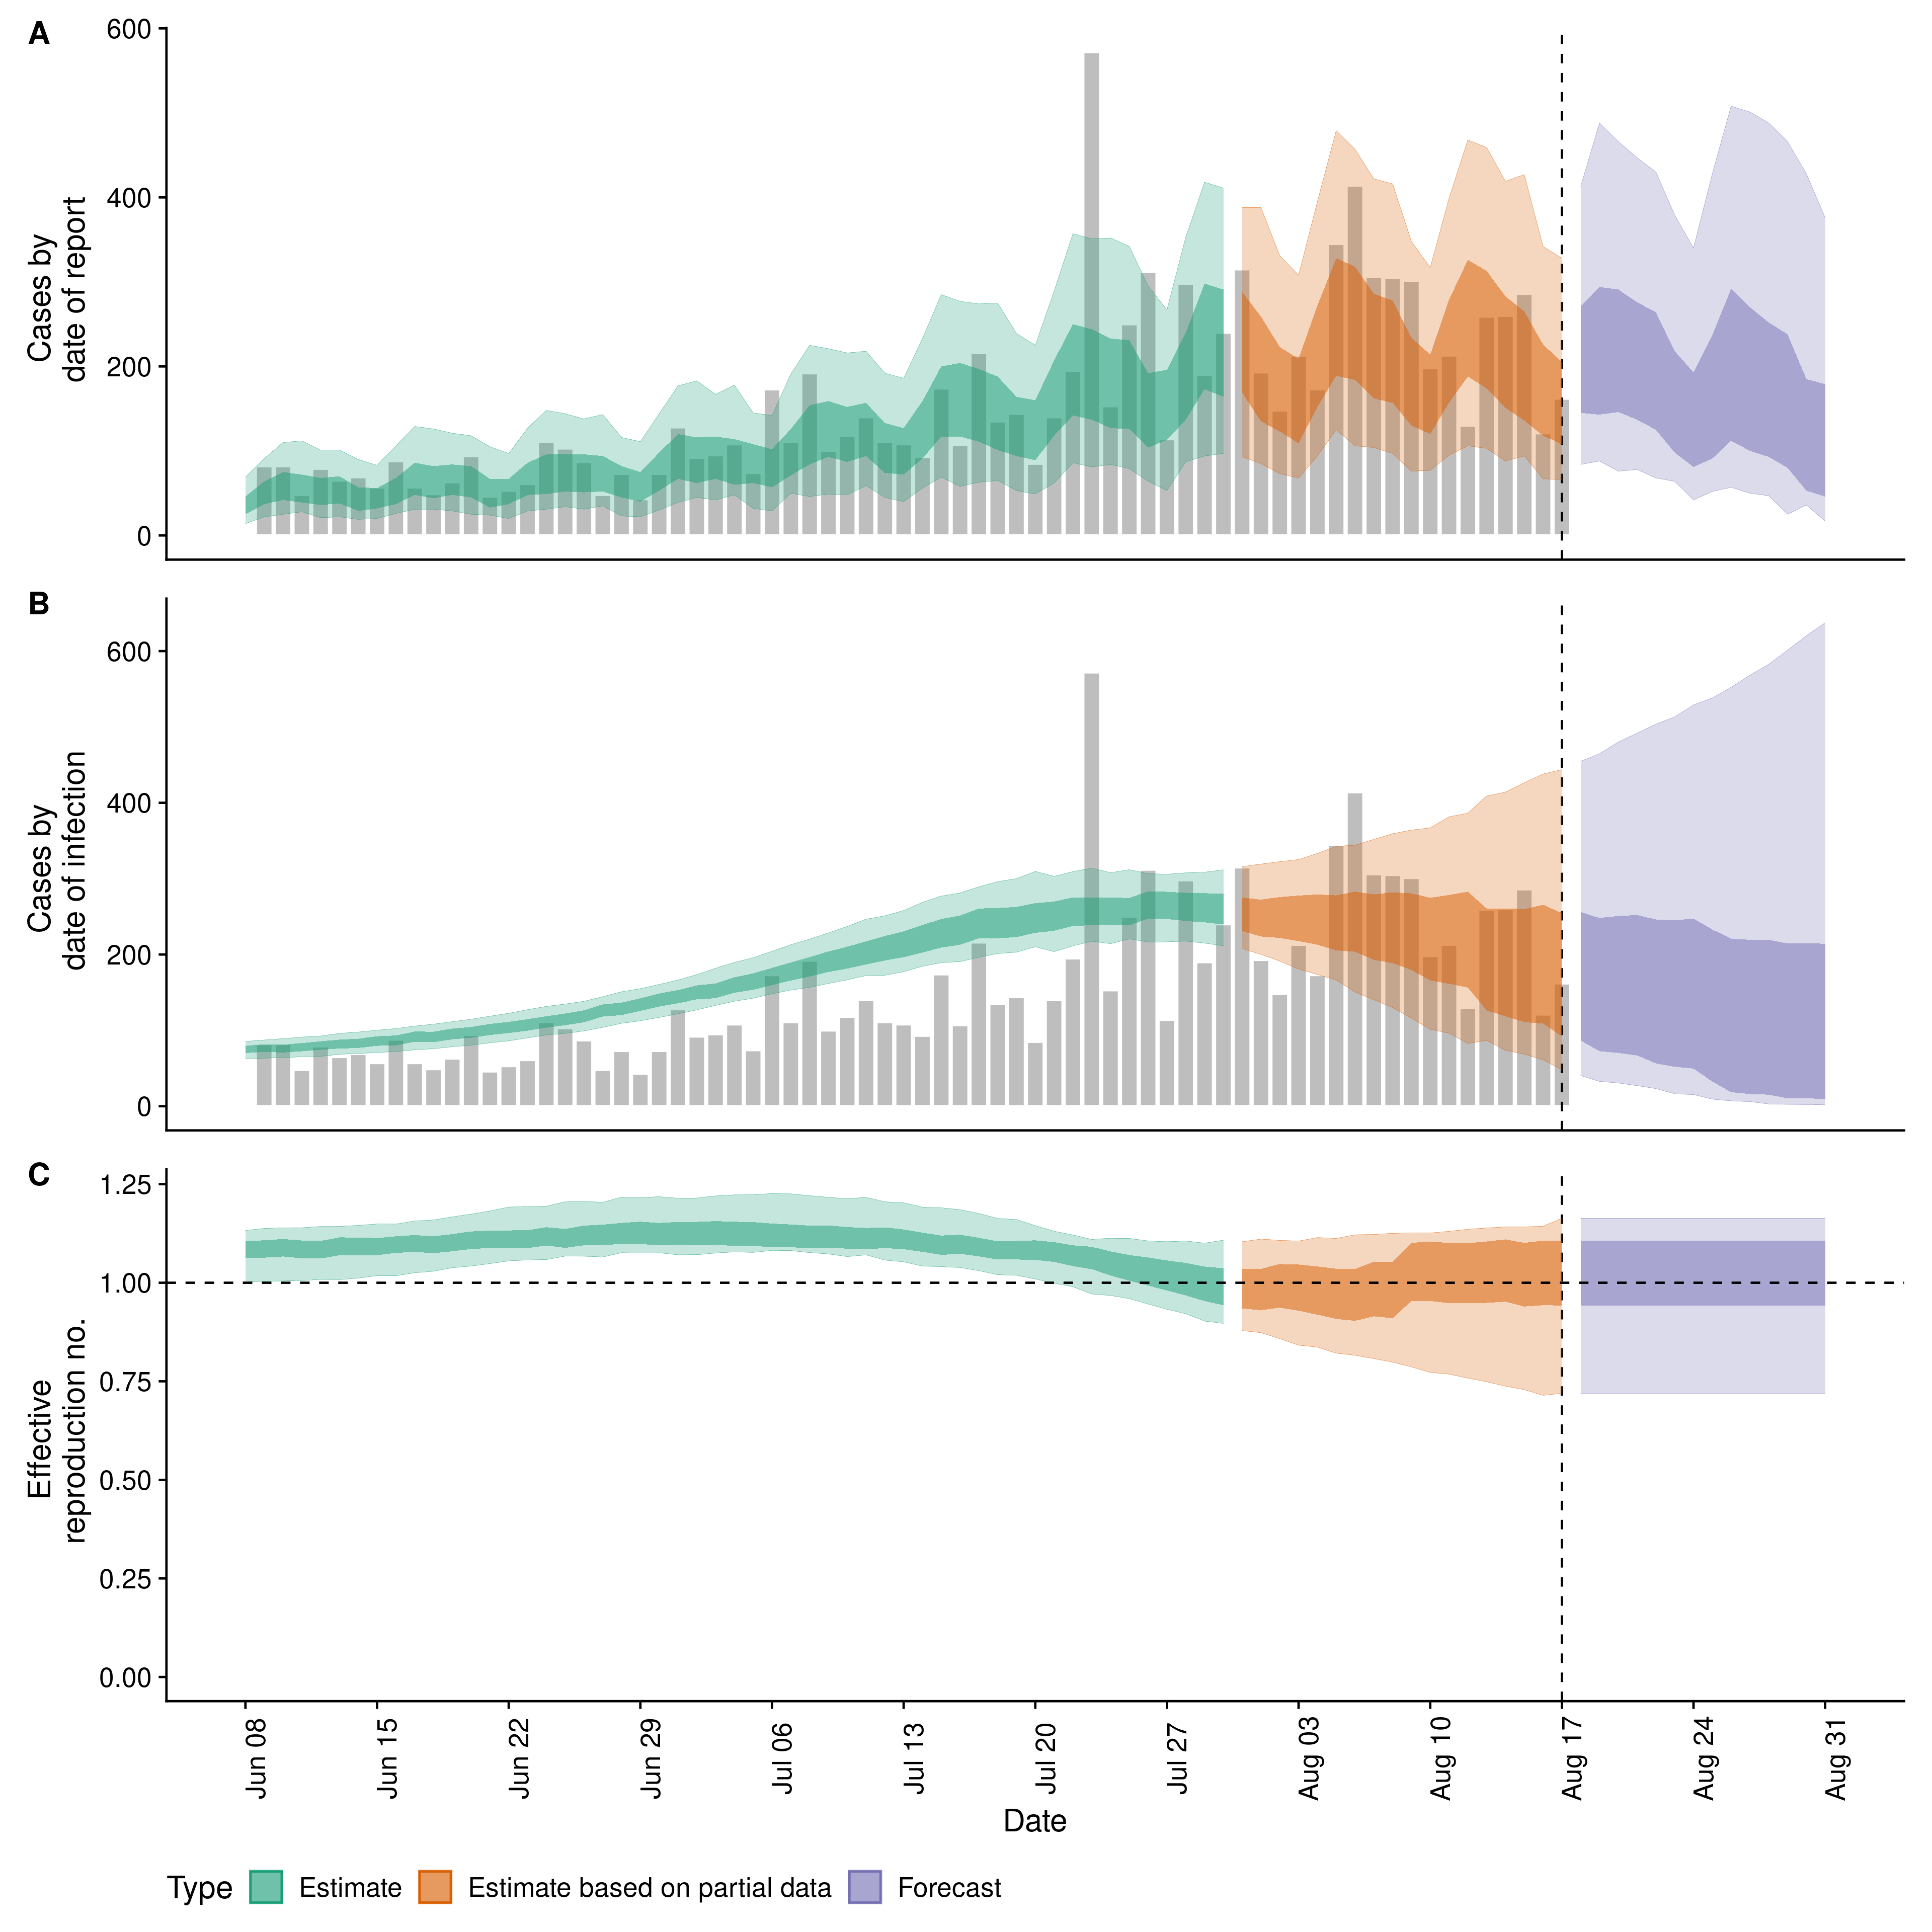 A
600
400
200
0
Cases by
date of report
B
600
400
200
0
Cases by
date of infection
C
1.25
1.00
0.75
0.50
0.25
0.00
Effective
reproduction no.
Jun 08
Jun 15
Jun 22
Jun 29
Jul 06
Jul 13
Jul 20
Jul 27
Aug 03
Aug 10
Aug 17
Aug 24
Aug 31
Date
Type Estimate Estimate based on partial data Forecast